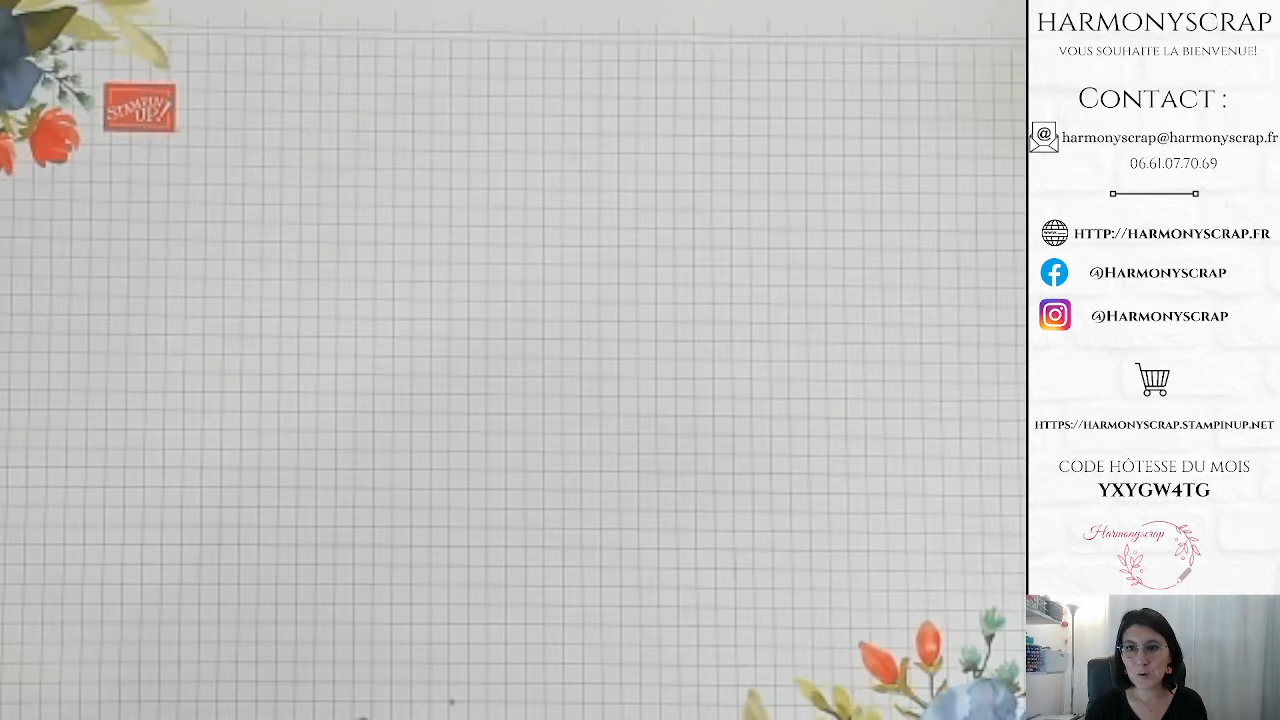 STAMPIN' UP!
HARMONYSCRAP
VOUS SOUHAITE LA BIENVENUE!
CONTACT :
@ harmonyscrap@harmonyscrap.fr
06.61.07.70.69
HTTP://HARMONYSCRAP.FR
@HARMONYSCRAP
@HARMONYSCRAP
HTTPS://HARMONYSCRAP.STAMPINUP.NET
CODE HÔTESSE DU MOIS
YXYGW4TG
Harmonyscrap